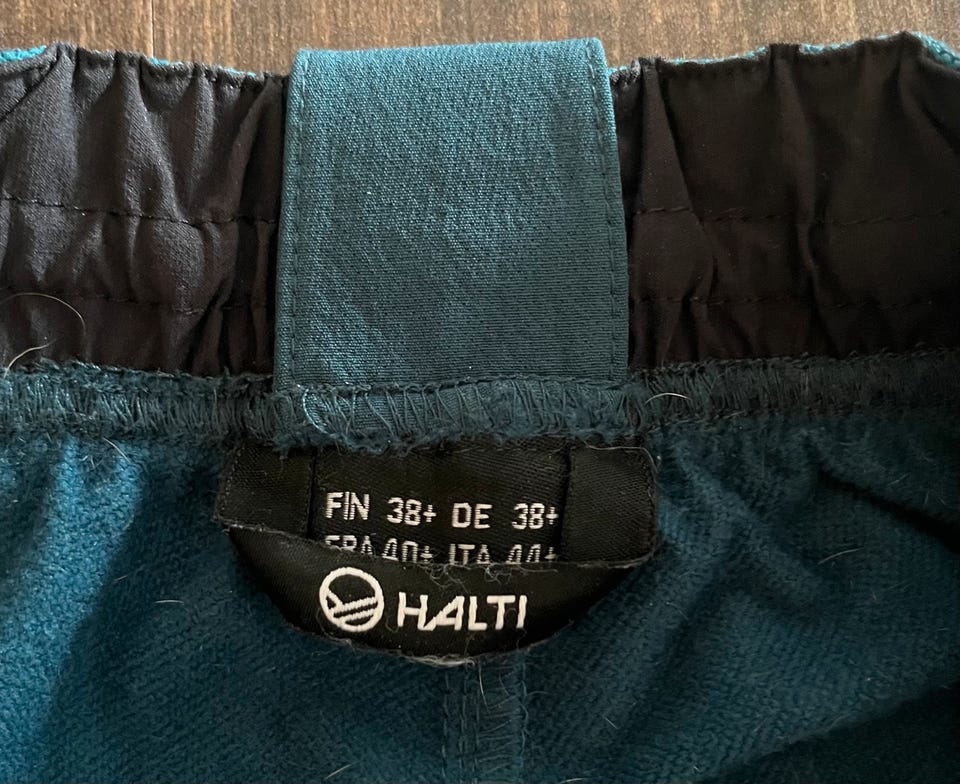 FIN 38+ DE 38+
FRA 40+ ITA 44+
HALTI